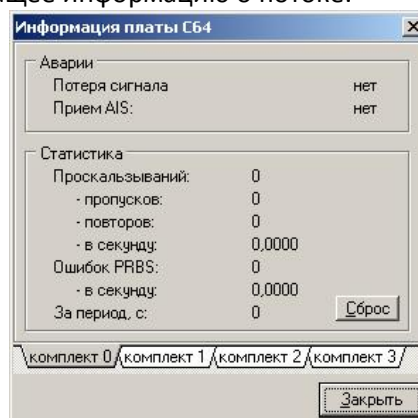 щее информацию о потоке.
Информация платы C64
Аварии
Потеря сигнала нет
Прием AIS: нет
Статистика
Проскальзываний: 0
- пропусков: 0
- повторов: 0
- в секунду: 0,0000
Ошибок PRBS: 0
- в секунду: 0,0000
За период, с: 0
Сброс
комплект 0 комплект 1 комплект 2 комплект 3
Закрыть